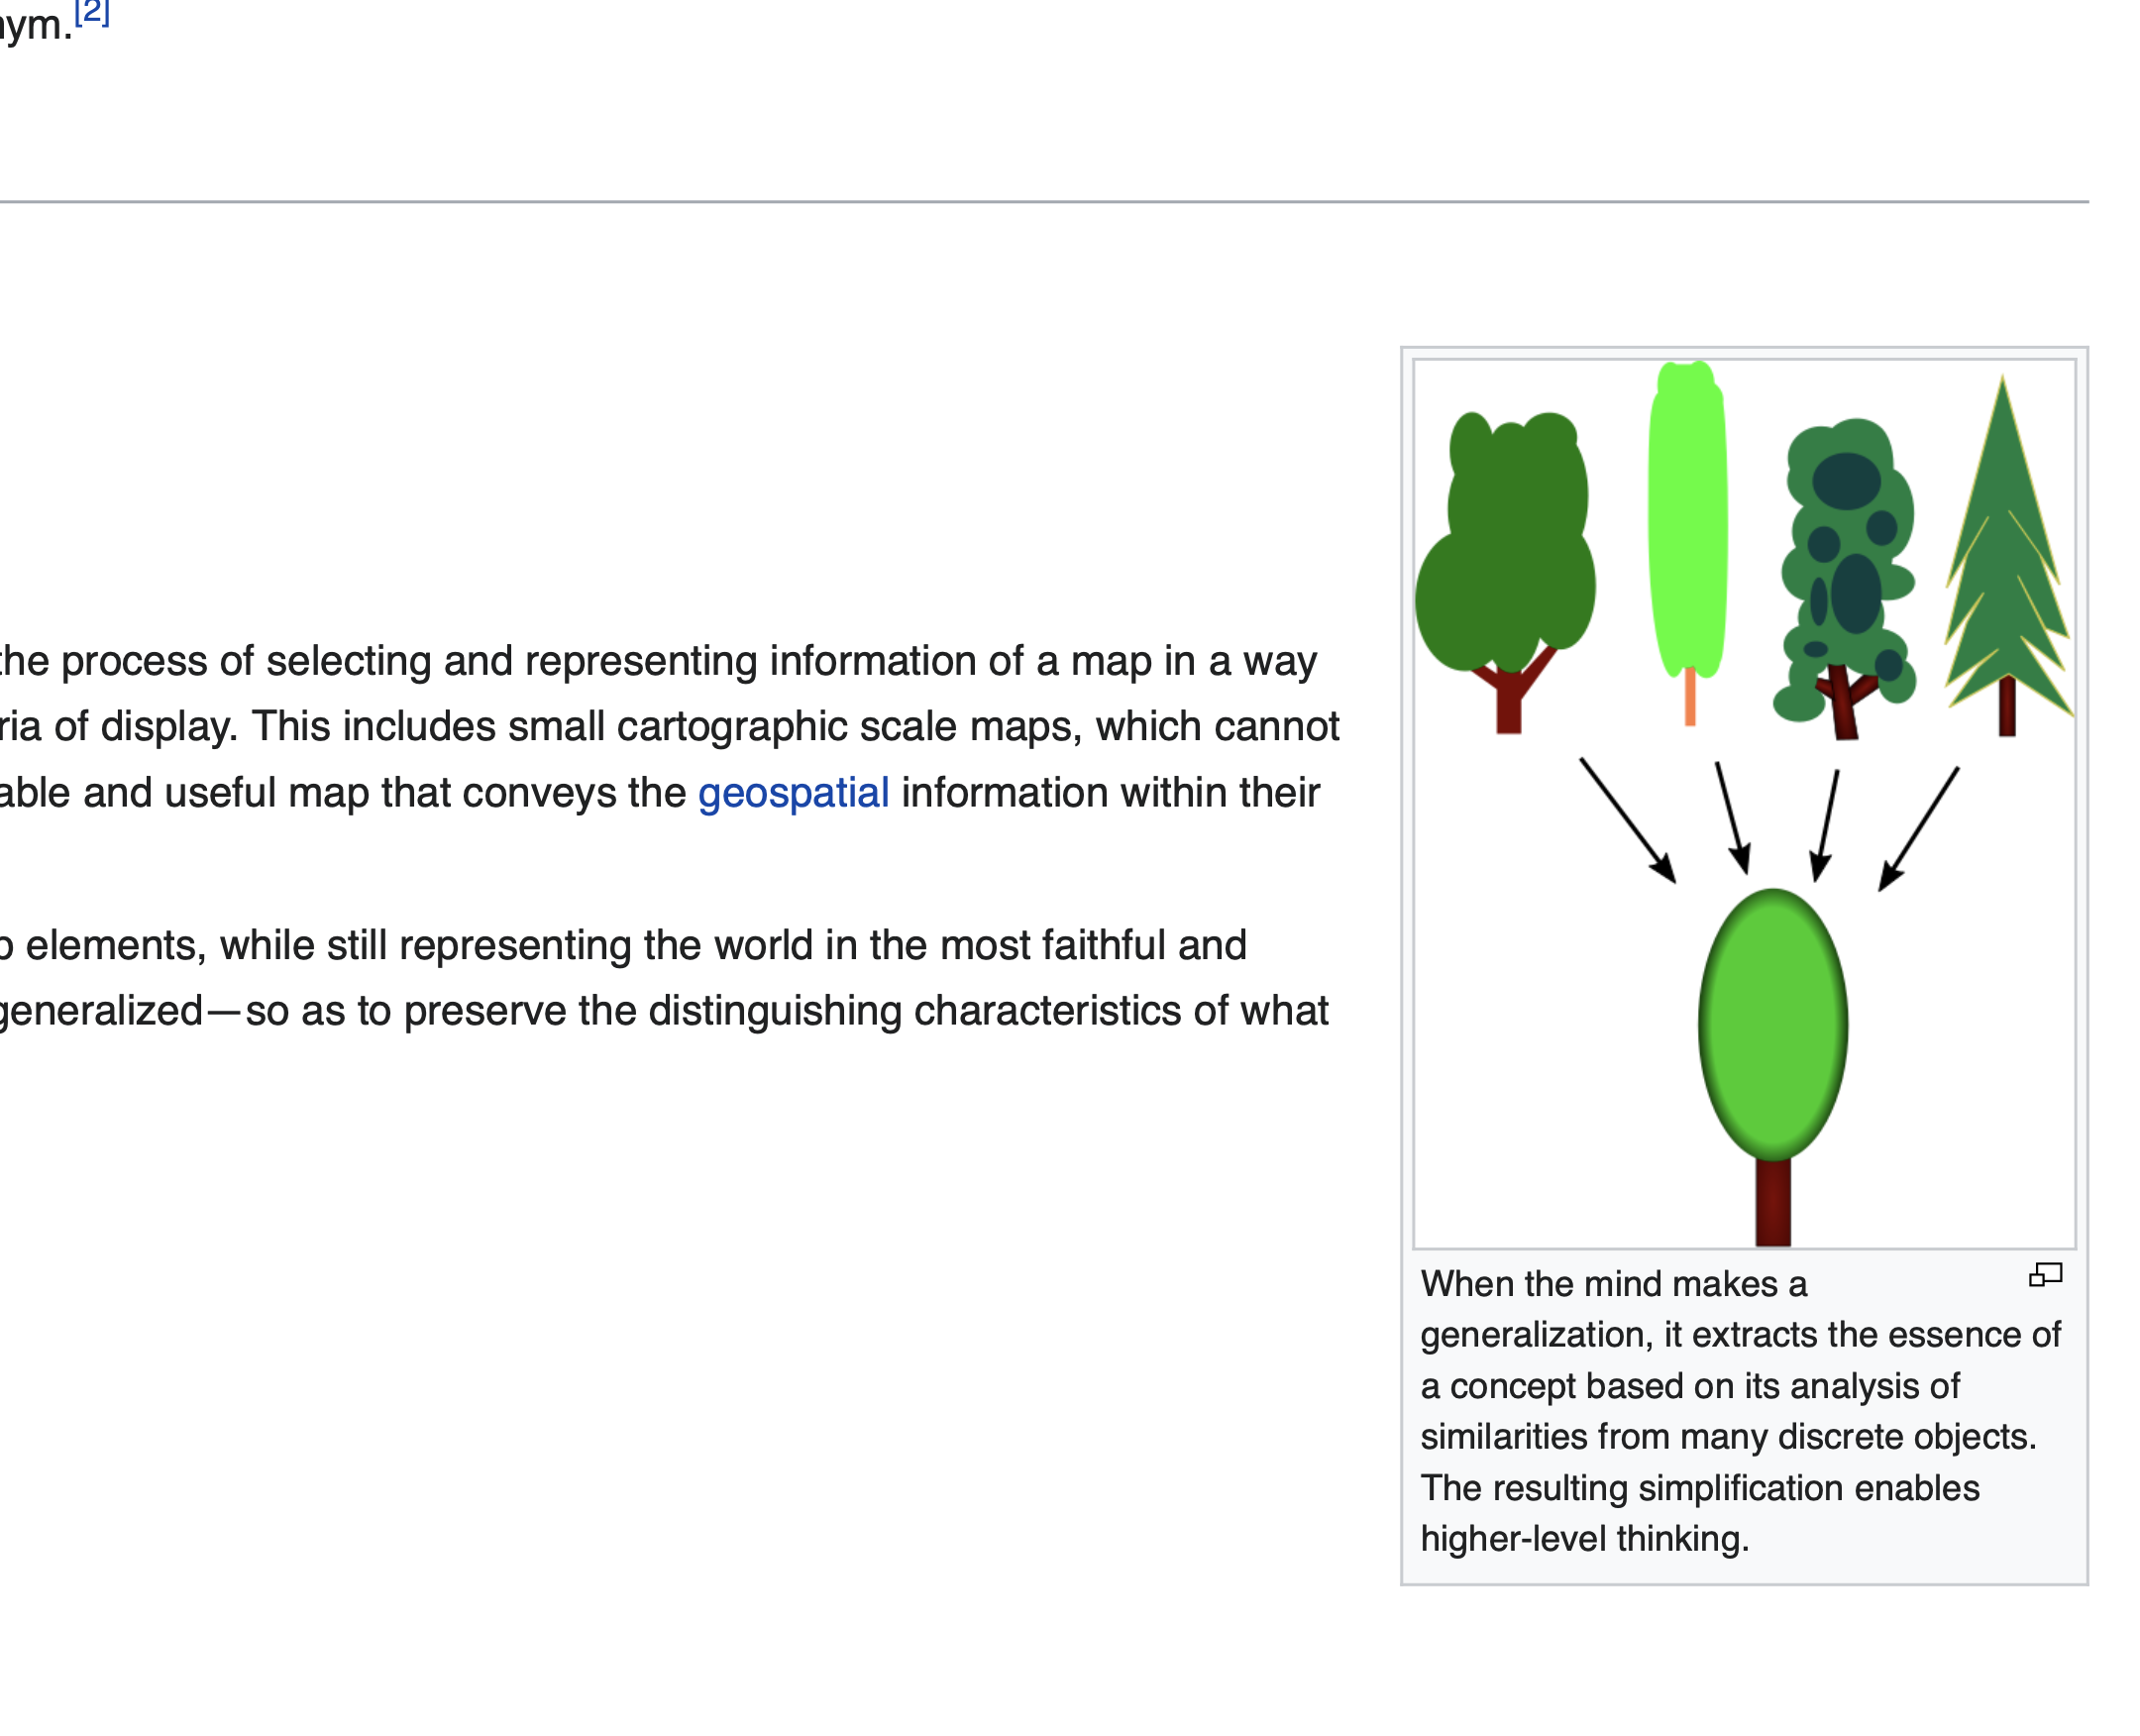 [2]
the process of selecting and representing information of a map in a way
of display. This includes small cartographic scale maps, which cannot
and useful map that conveys the geospatial information within their
elements, while still representing the world in the most faithful and
generalized—so as to preserve the distinguishing characteristics of what
When the mind makes a
generalization, it extracts the essence of
a concept based on its analysis of
similarities from many discrete objects.
The resulting simplification enables
higher-level thinking.